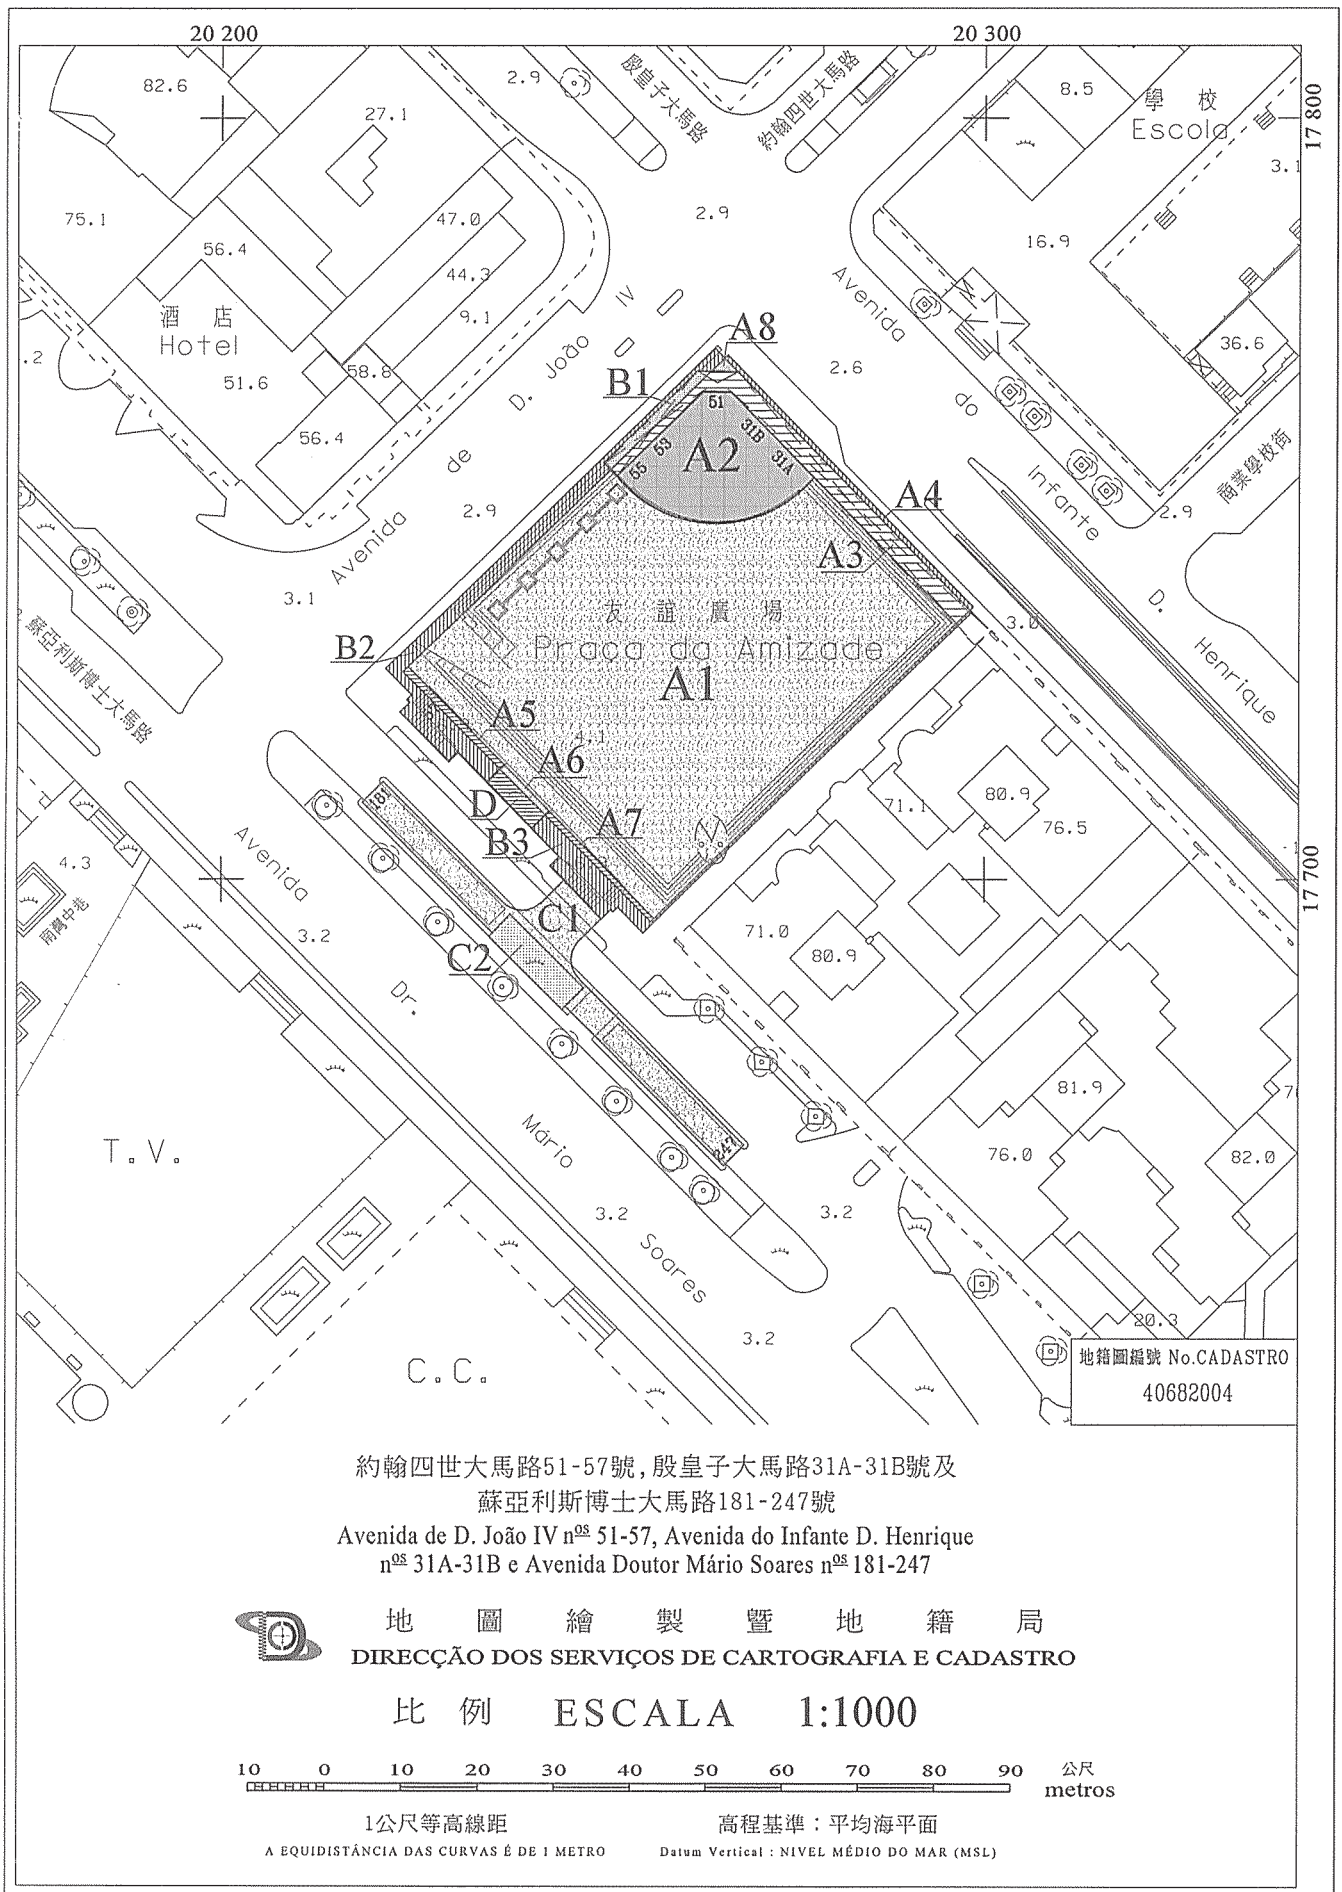 20 200
20 300
17 800
17 700
82.6
27.1
2.9
殷皇子大馬路
約翰四世大馬路
8.5
學 校
Escola
3.1
75.1
56.4
47.0
2.9
16.9
44.3
9.1
酒 店
Hotel
51.6
58.8
56.4
36.6
Avenida de D. João IV
2.9
3.1
A8
B1
51
53
55
31B
31A
A2
2.6
Avenida do Infante D. Henrique
商業學校街
2.9
A4
A3
3.0
友 誼 廣 場
Praça da Amizade
A1
B2
蘇亞利斯博士大馬路
A5
4.1
A6
D
A7
B3
181
C1
C2
247
71.1
80.9
76.5
71.0
80.9
81.9
76.0
82.0
20.3
4.3
南灣中巷
3.2
Avenida Dr. Mário Soares
3.2
3.2
3.2
T.V.
C.C.
地籍圖編號 No.CADASTRO
40682004
約翰四世大馬路51-57號,殷皇子大馬路31A-31B號及
蘇亞利斯博士大馬路181-247號
Avenida de D. João IV nºs 51-57, Avenida do Infante D. Henrique
nºs 31A-31B e Avenida Doutor Mário Soares nºs 181-247
地 圖 繪 製 暨 地 籍 局
DIRECÇÃO DOS SERVIÇOS DE CARTOGRAFIA E CADASTRO
比 例 ESCALA 1:1000
10 0 10 20 30 40 50 60 70 80 90 公尺
metros
1公尺等高線距 高程基準：平均海平面
A EQUIDISTÂNCIA DAS CURVAS É DE 1 METRO Datum Vertical : NIVEL MÉDIO DO MAR (MSL)